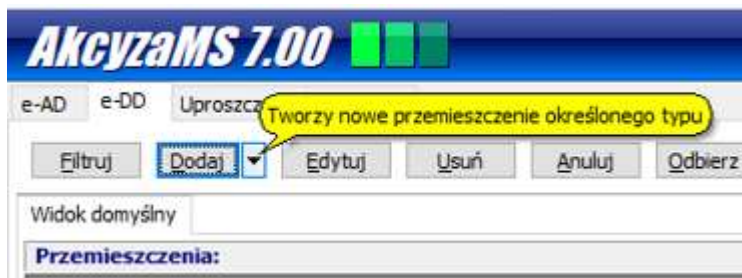 AkcyzaMS 7.00
e-AD e-DD Uproszcz
Tworzy nowe przemieszczenie określonego typu
Filtruj Dodaj Edytuj Usuń Anuluj Odbierz
Widok domyślny
Przemieszczenia: